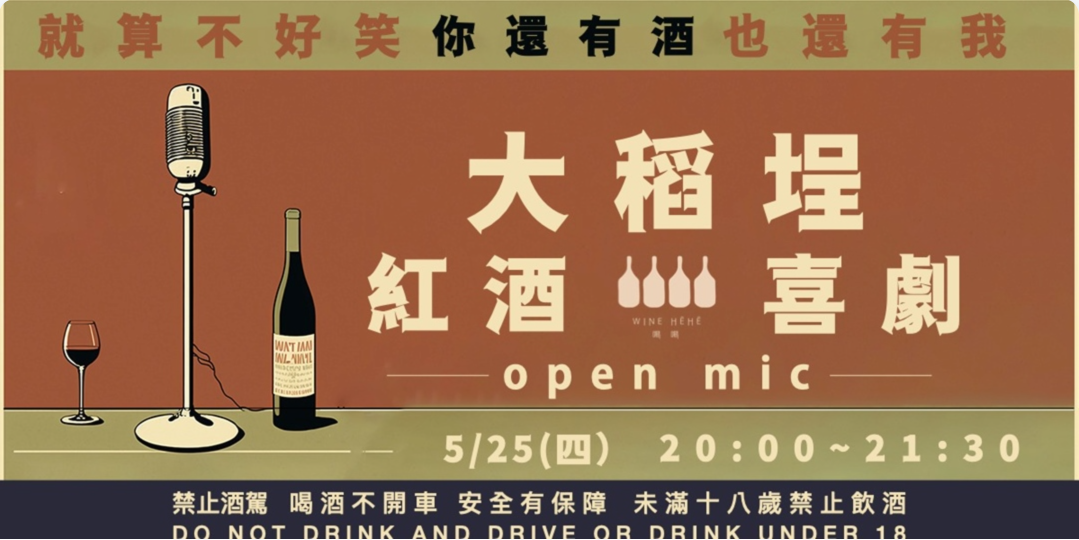 就算不好笑你還有酒也還有我
大稻埕
紅酒 喜劇
WINE HÉHÉ
喝喝
open mic
5/25(四) 20:00~21:30
禁止酒駕 喝酒不開車 安全有保障 未滿十八歲禁止飲酒
DO NOT DRINK AND DRIVE OR DRINK UNDER 18